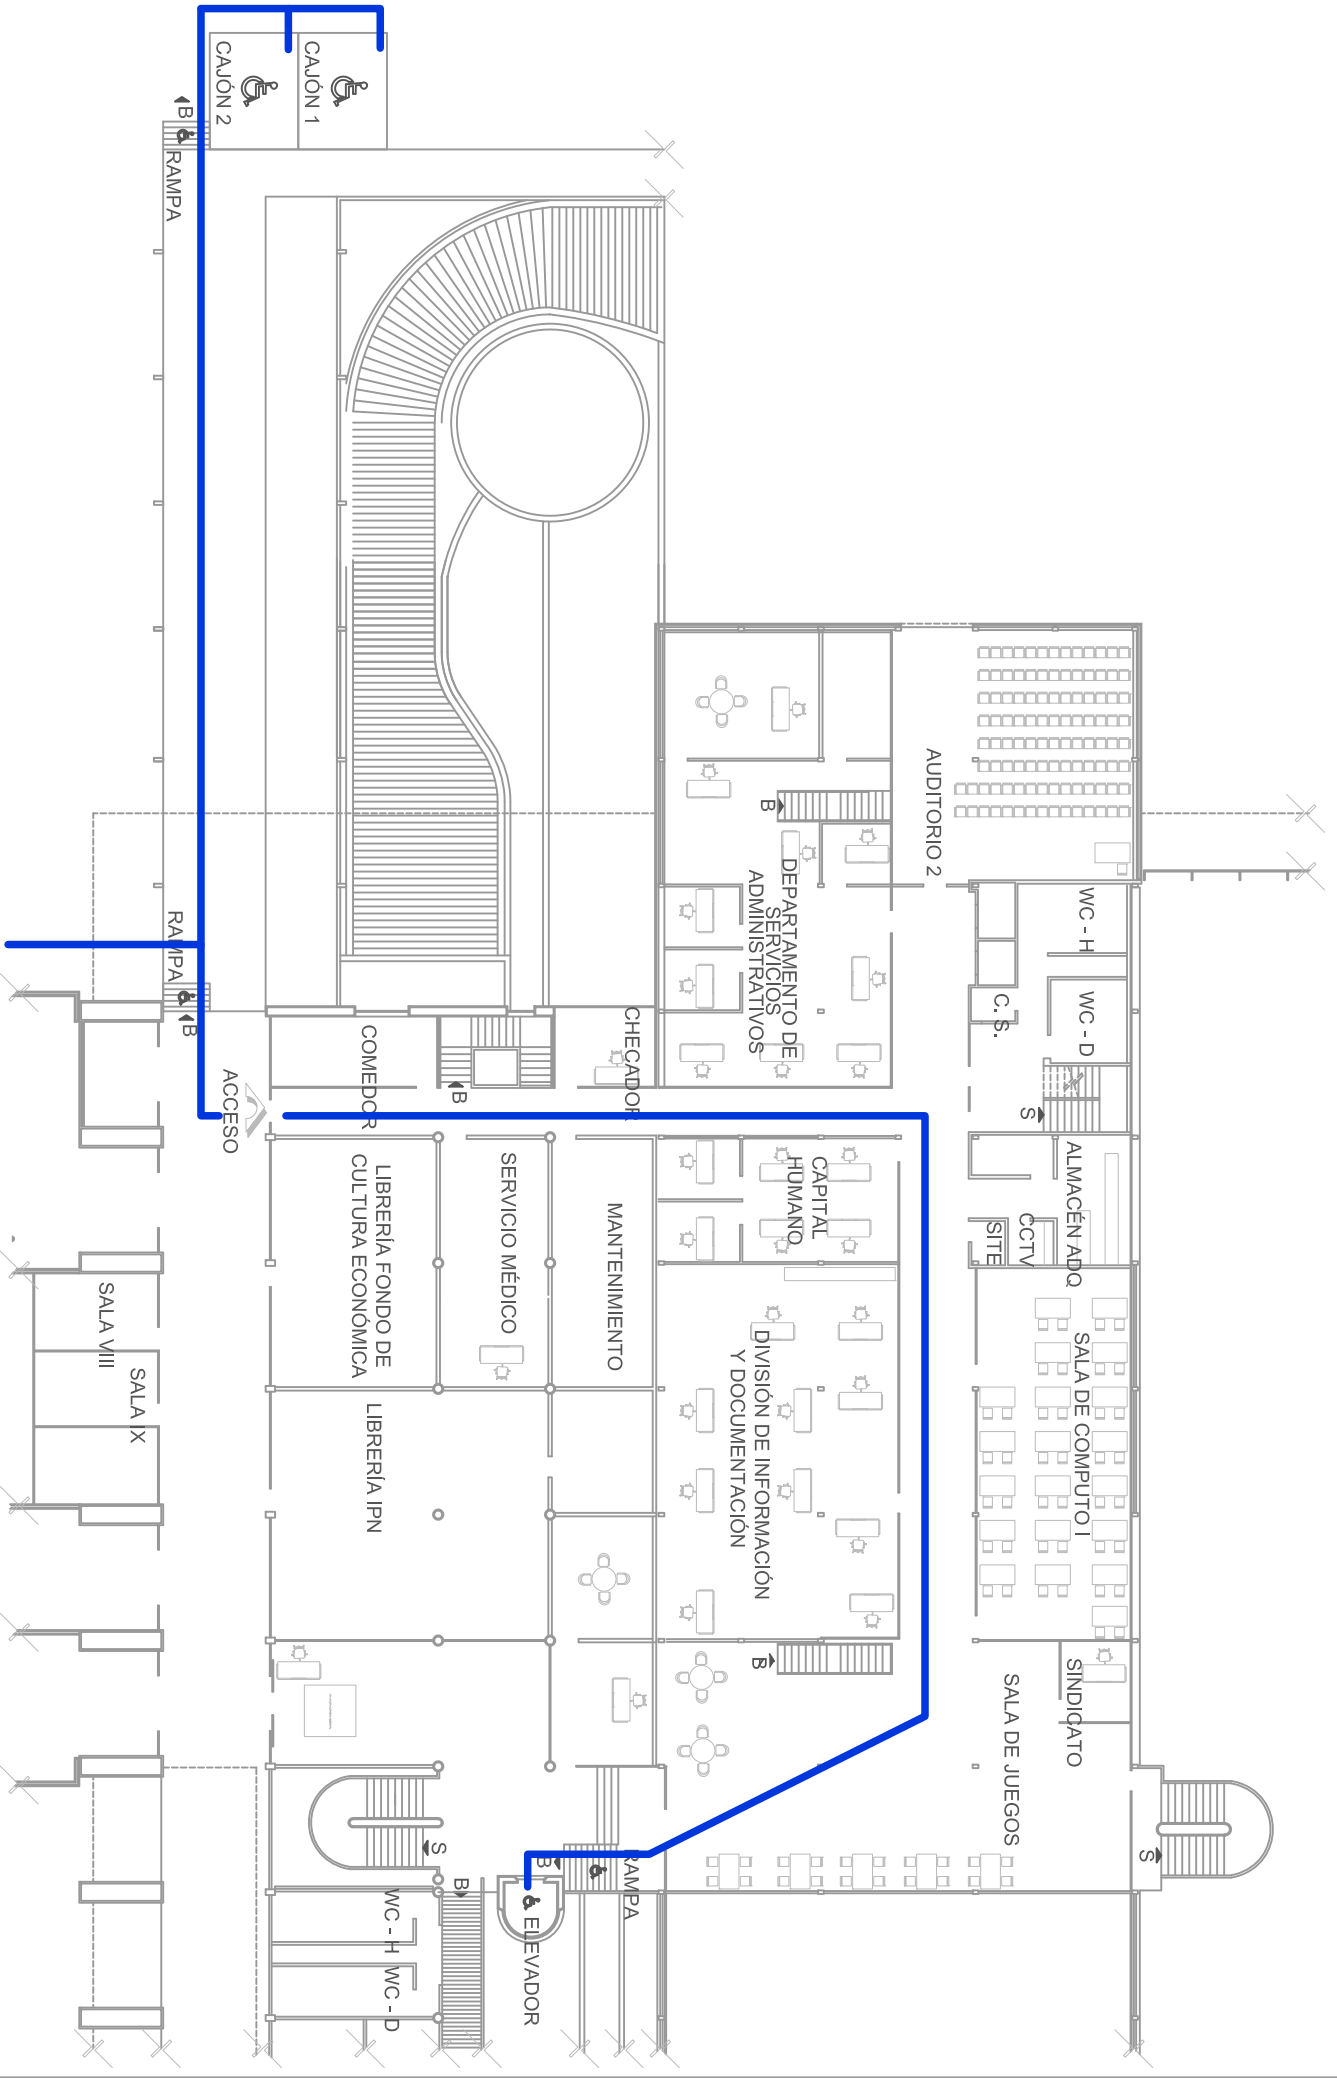 CAJÓN 1
CAJÓN 2
B
RAMPA
AUDITORIO 2
B
DEPARTAMENTO DE
SERVICIOS
ADMINISTRATIVOS
WC - H
WC - D
C. S.
S
RAMPA
B
ACCESO
COMEDOR
B
CHECADOR
LIBRERÍA FONDO DE
CULTURA ECONÓMICA
SERVICIO MÉDICO
MANTENIMIENTO
CAPITAL
HUMANO
ALMACÉN ADQ
CCTV
SITE
SALA VIII
SALA IX
LIBRERÍA IPN
DIVISIÓN DE INFORMACIÓN
Y DOCUMENTACIÓN
SALA DE COMPUTO I
B
SINDICATO
SALA DE JUEGOS
S
S
B
B
RAMPA
ELEVADOR
WC - H
WC - D